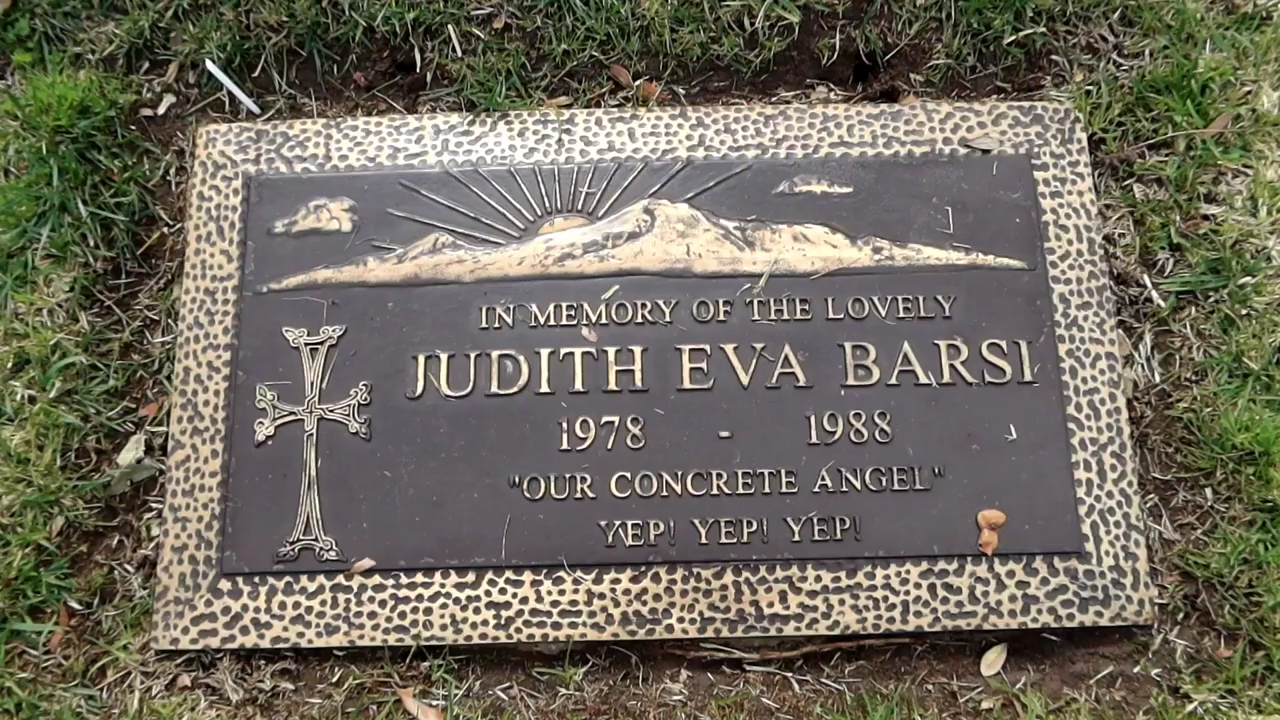 IN MEMORY OF THE LOVELY
JUDITH EVA BARSI
1978 - 1988
"OUR CONCRETE ANGEL"
YEP! YEP! YEP!